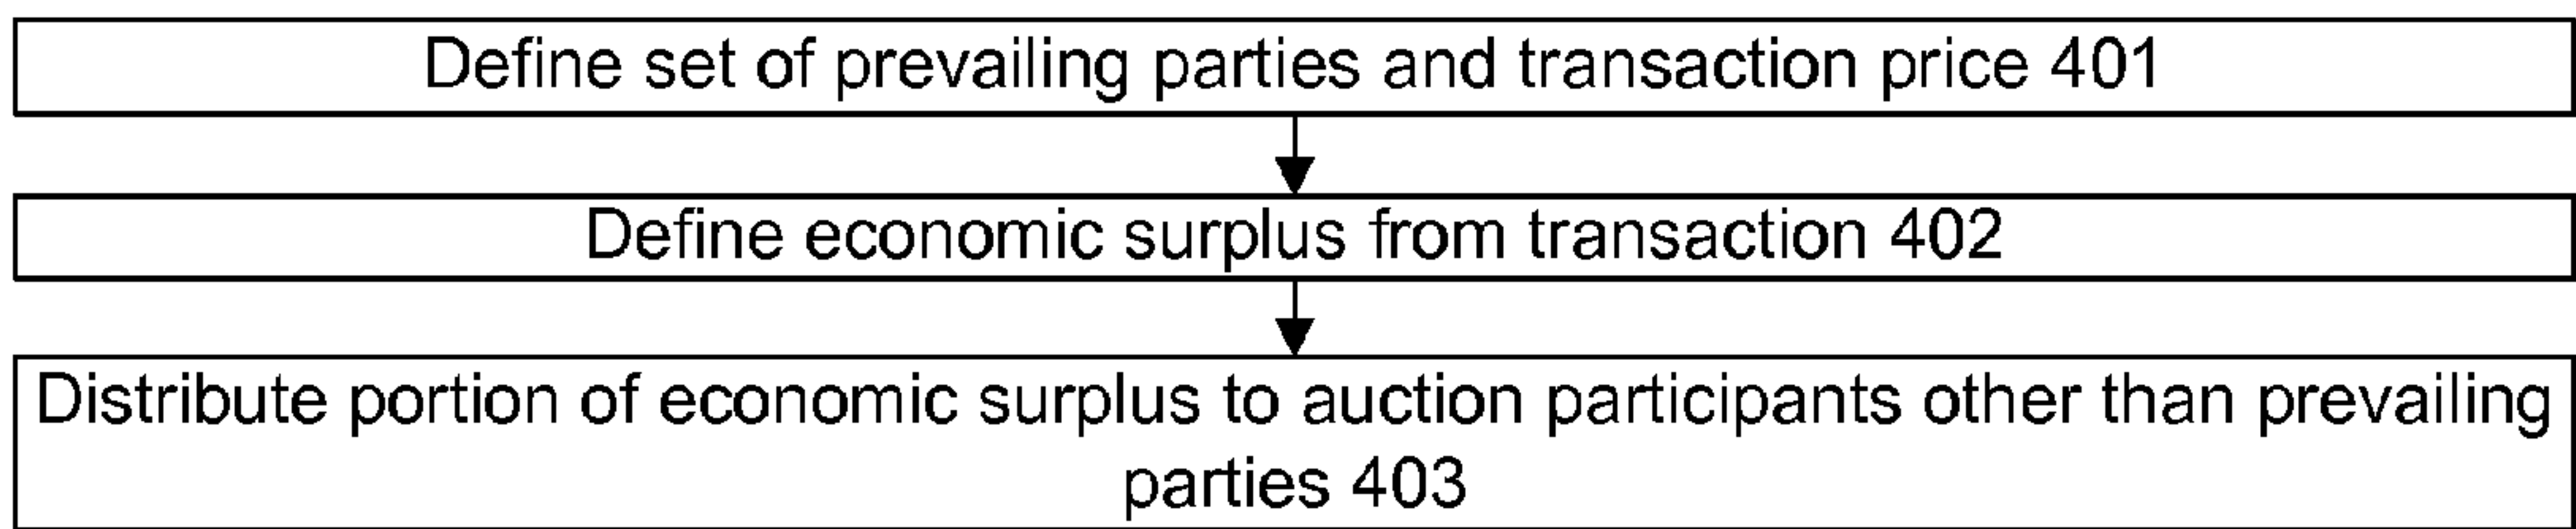 Define set of prevailing parties and transaction price 401
Define economic surplus from transaction 402
Distribute portion of economic surplus to auction participants other than prevailing
parties 403